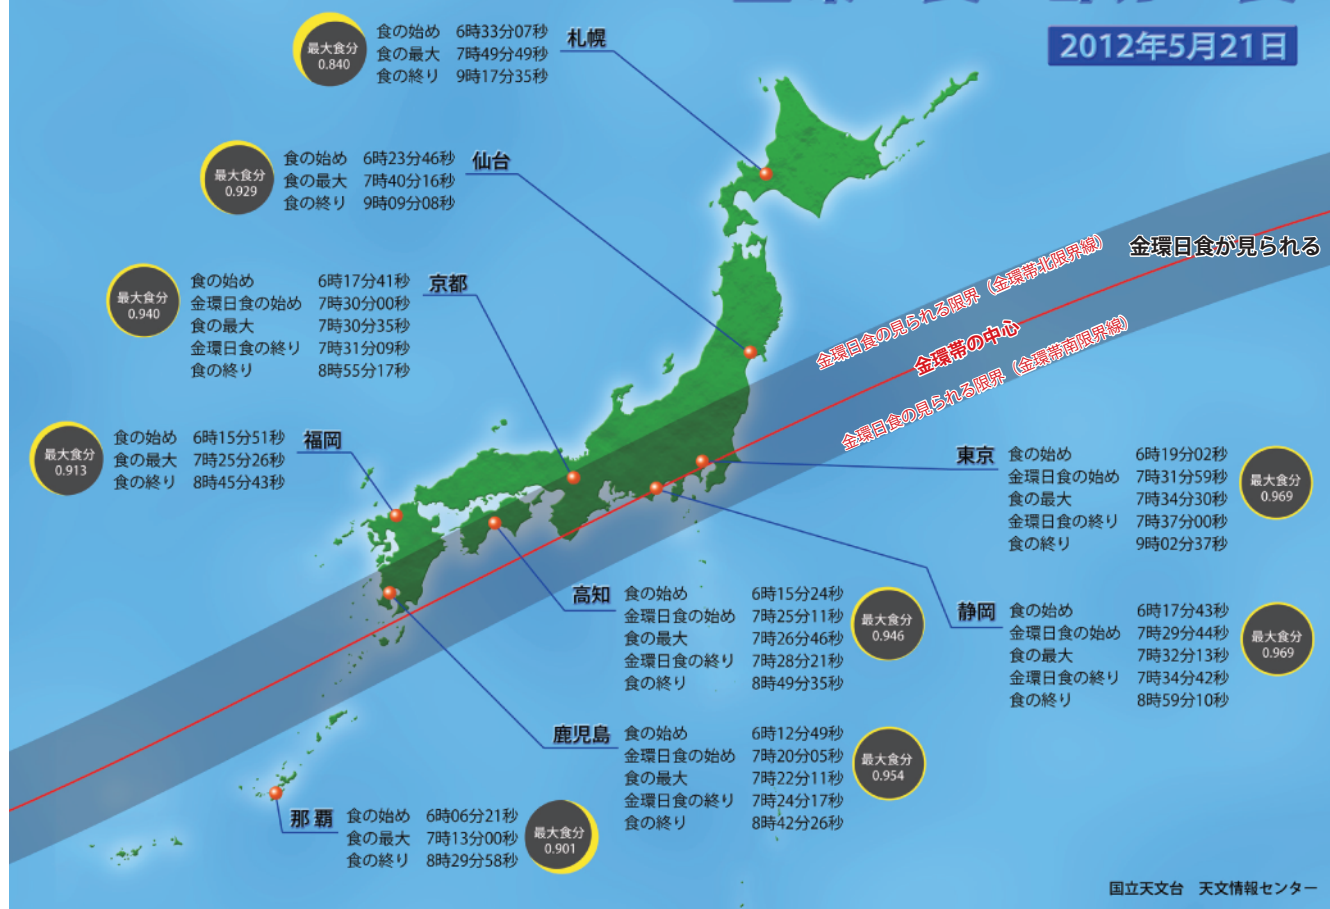 2012年5月21日
最大食分
0.840
食の始め 6時33分07秒
食の最大 7時49分49秒
食の終り 9時17分35秒
札幌
最大食分
0.929
食の始め 6時23分46秒
食の最大 7時40分16秒
食の終り 9時09分08秒
仙台
最大食分
0.940
食の始め 6時17分41秒
金環日食の始め 7時30分00秒
食の最大 7時30分35秒
金環日食の終り 7時31分09秒
食の終り 8時55分17秒
京都
最大食分
0.913
食の始め 6時15分51秒
食の最大 7時25分26秒
食の終り 8時45分43秒
福岡
金環日食が見られる
金環日食の見られる限界（金環帯北限界線）
金環帯の中心
金環日食の見られる限界（金環帯南限界線）
東京
食の始め 6時19分02秒
金環日食の始め 7時31分59秒
食の最大 7時34分30秒
金環日食の終り 7時37分00秒
食の終り 9時02分37秒
最大食分
0.969
高知
食の始め 6時15分24秒
金環日食の始め 7時25分11秒
食の最大 7時26分46秒
金環日食の終り 7時28分21秒
食の終り 8時49分35秒
最大食分
0.946
静岡
食の始め 6時17分43秒
金環日食の始め 7時29分44秒
食の最大 7時32分13秒
金環日食の終り 7時34分42秒
食の終り 8時59分10秒
最大食分
0.969
鹿児島
食の始め 6時12分49秒
金環日食の始め 7時20分05秒
食の最大 7時22分11秒
金環日食の終り 7時24分17秒
食の終り 8時42分26秒
最大食分
0.954
那覇
食の始め 6時06分21秒
食の最大 7時13分00秒
食の終り 8時29分58秒
最大食分
0.901
国立天文台 天文情報センター